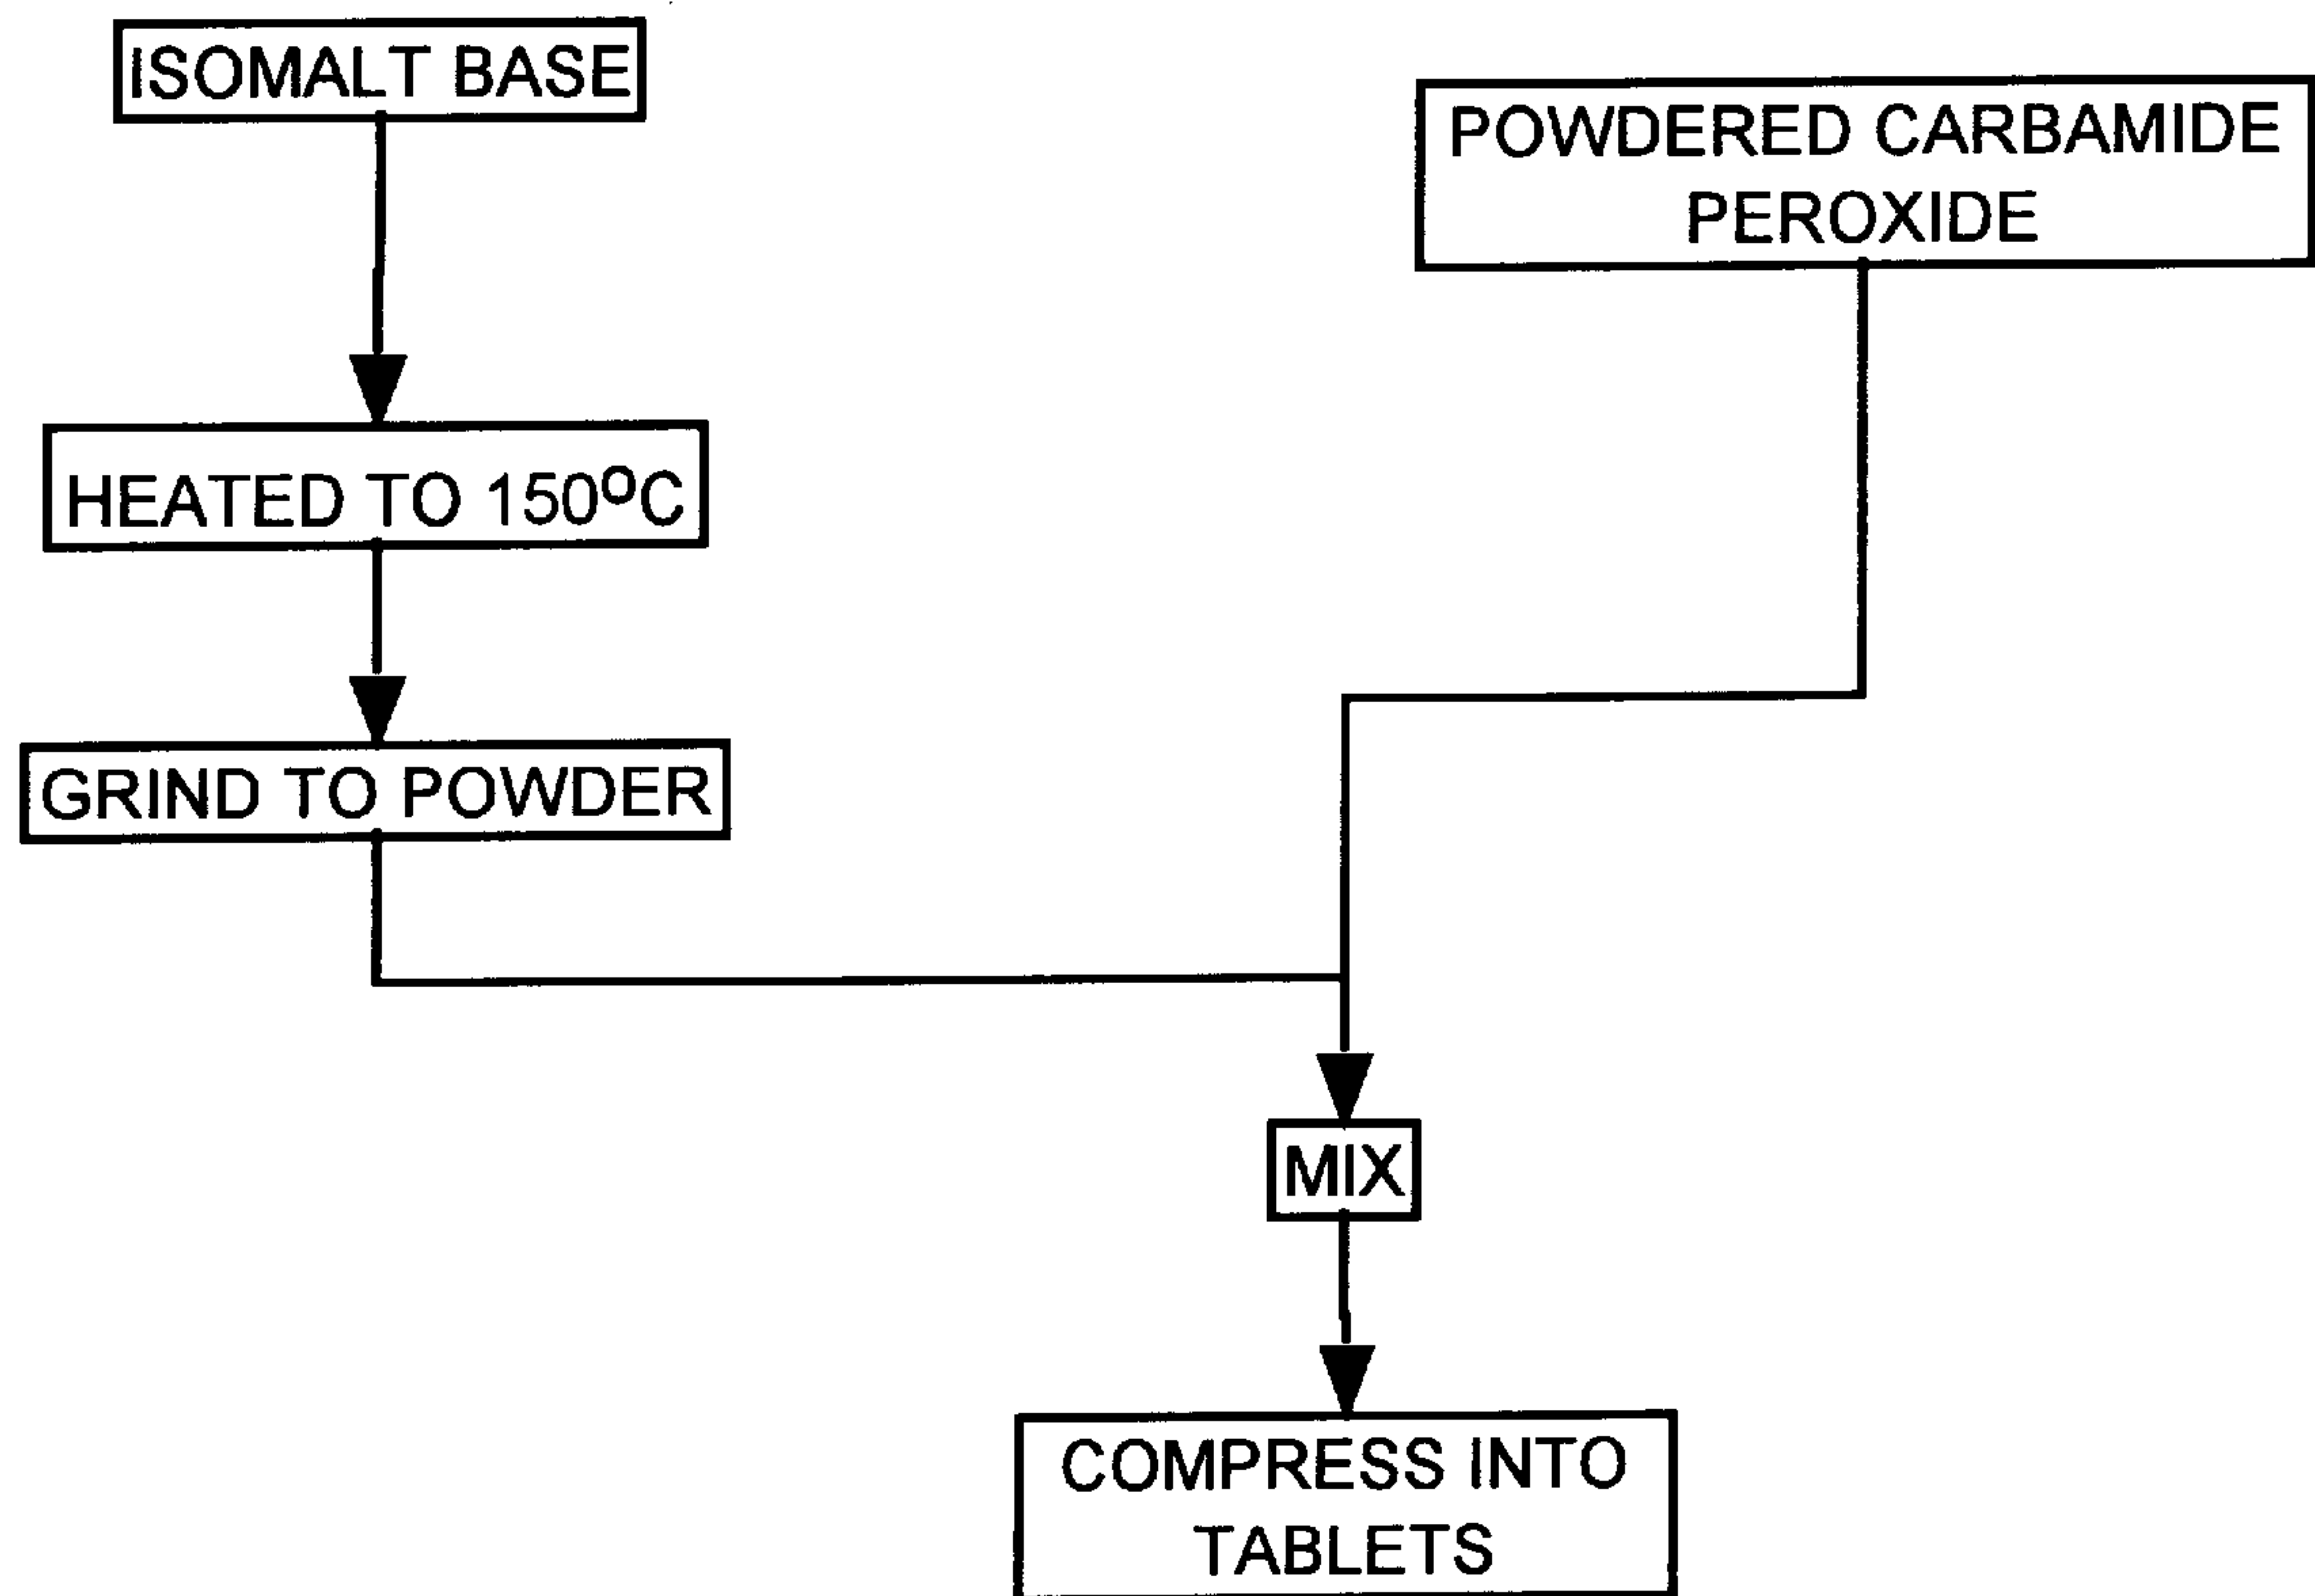 ISOMALT BASE
POWDERED CARBAMIDE
PEROXIDE
HEATED TO 150ºC
GRIND TO POWDER
MIX
COMPRESS INTO
TABLETS